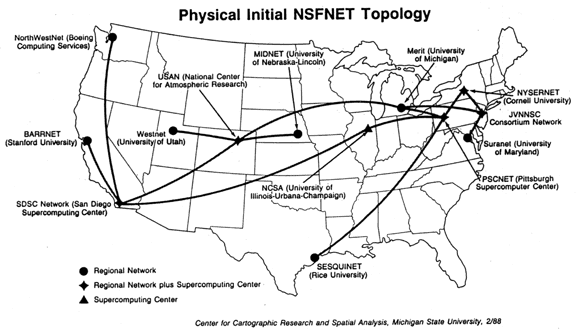 Physical Initial NSFNET Topology
NorthWestNet (Boeing
Computing Services)
MIDNET (University
of Nebraska-Lincoln)
Merit (University
of Michigan)
USAN (National Center
for Atmospheric Research)
NYSERNET
(Cornell University)
JVNNSC
Consortium Network
BARRNET
(Stanford University)
Westnet
(University of Utah)
Suranet (University
of Maryland)
NCSA (University of
Illinois-Urbana-Champaign)
PSCNET (Pittsburgh
Supercomputer Center)
SDSC Network (San Diego
Supercomputing Center)
SESQUINET
(Rice University)
Regional Network
Regional Network plus Supercomputing Center
Supercomputing Center
Center for Cartographic Research and Spatial Analysis, Michigan State University, 2/88